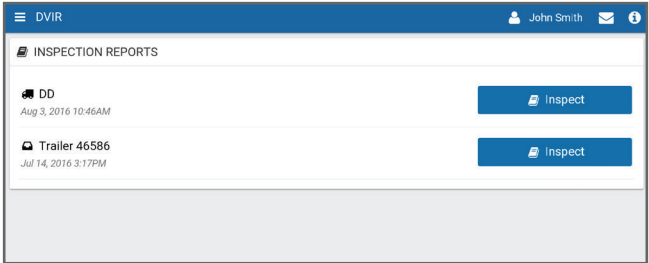 DVIR John Smith
INSPECTION REPORTS
DD
Aug 3, 2016 10:46AM
Inspect
Trailer 46586
Jul 14, 2016 3:17PM
Inspect